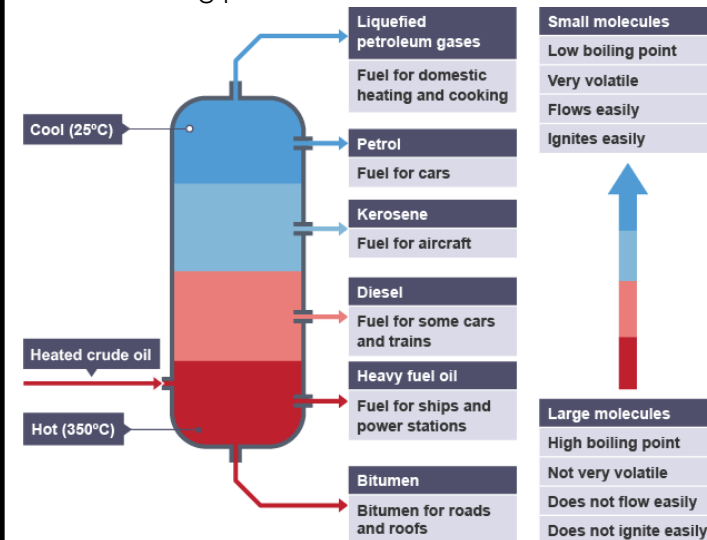 Liquefied
petroleum gases
Fuel for domestic
heating and cooking
Cool (25ºC)
Petrol
Fuel for cars
Kerosene
Fuel for aircraft
Diesel
Fuel for some cars
and trains
Heated crude oil
Heavy fuel oil
Fuel for ships and
power stations
Hot (350ºC)
Bitumen
Bitumen for roads
and roofs
Small molecules
Low boiling point
Very volatile
Flows easily
Ignites easily
Large molecules
High boiling point
Not very volatile
Does not flow easily
Does not ignite easily